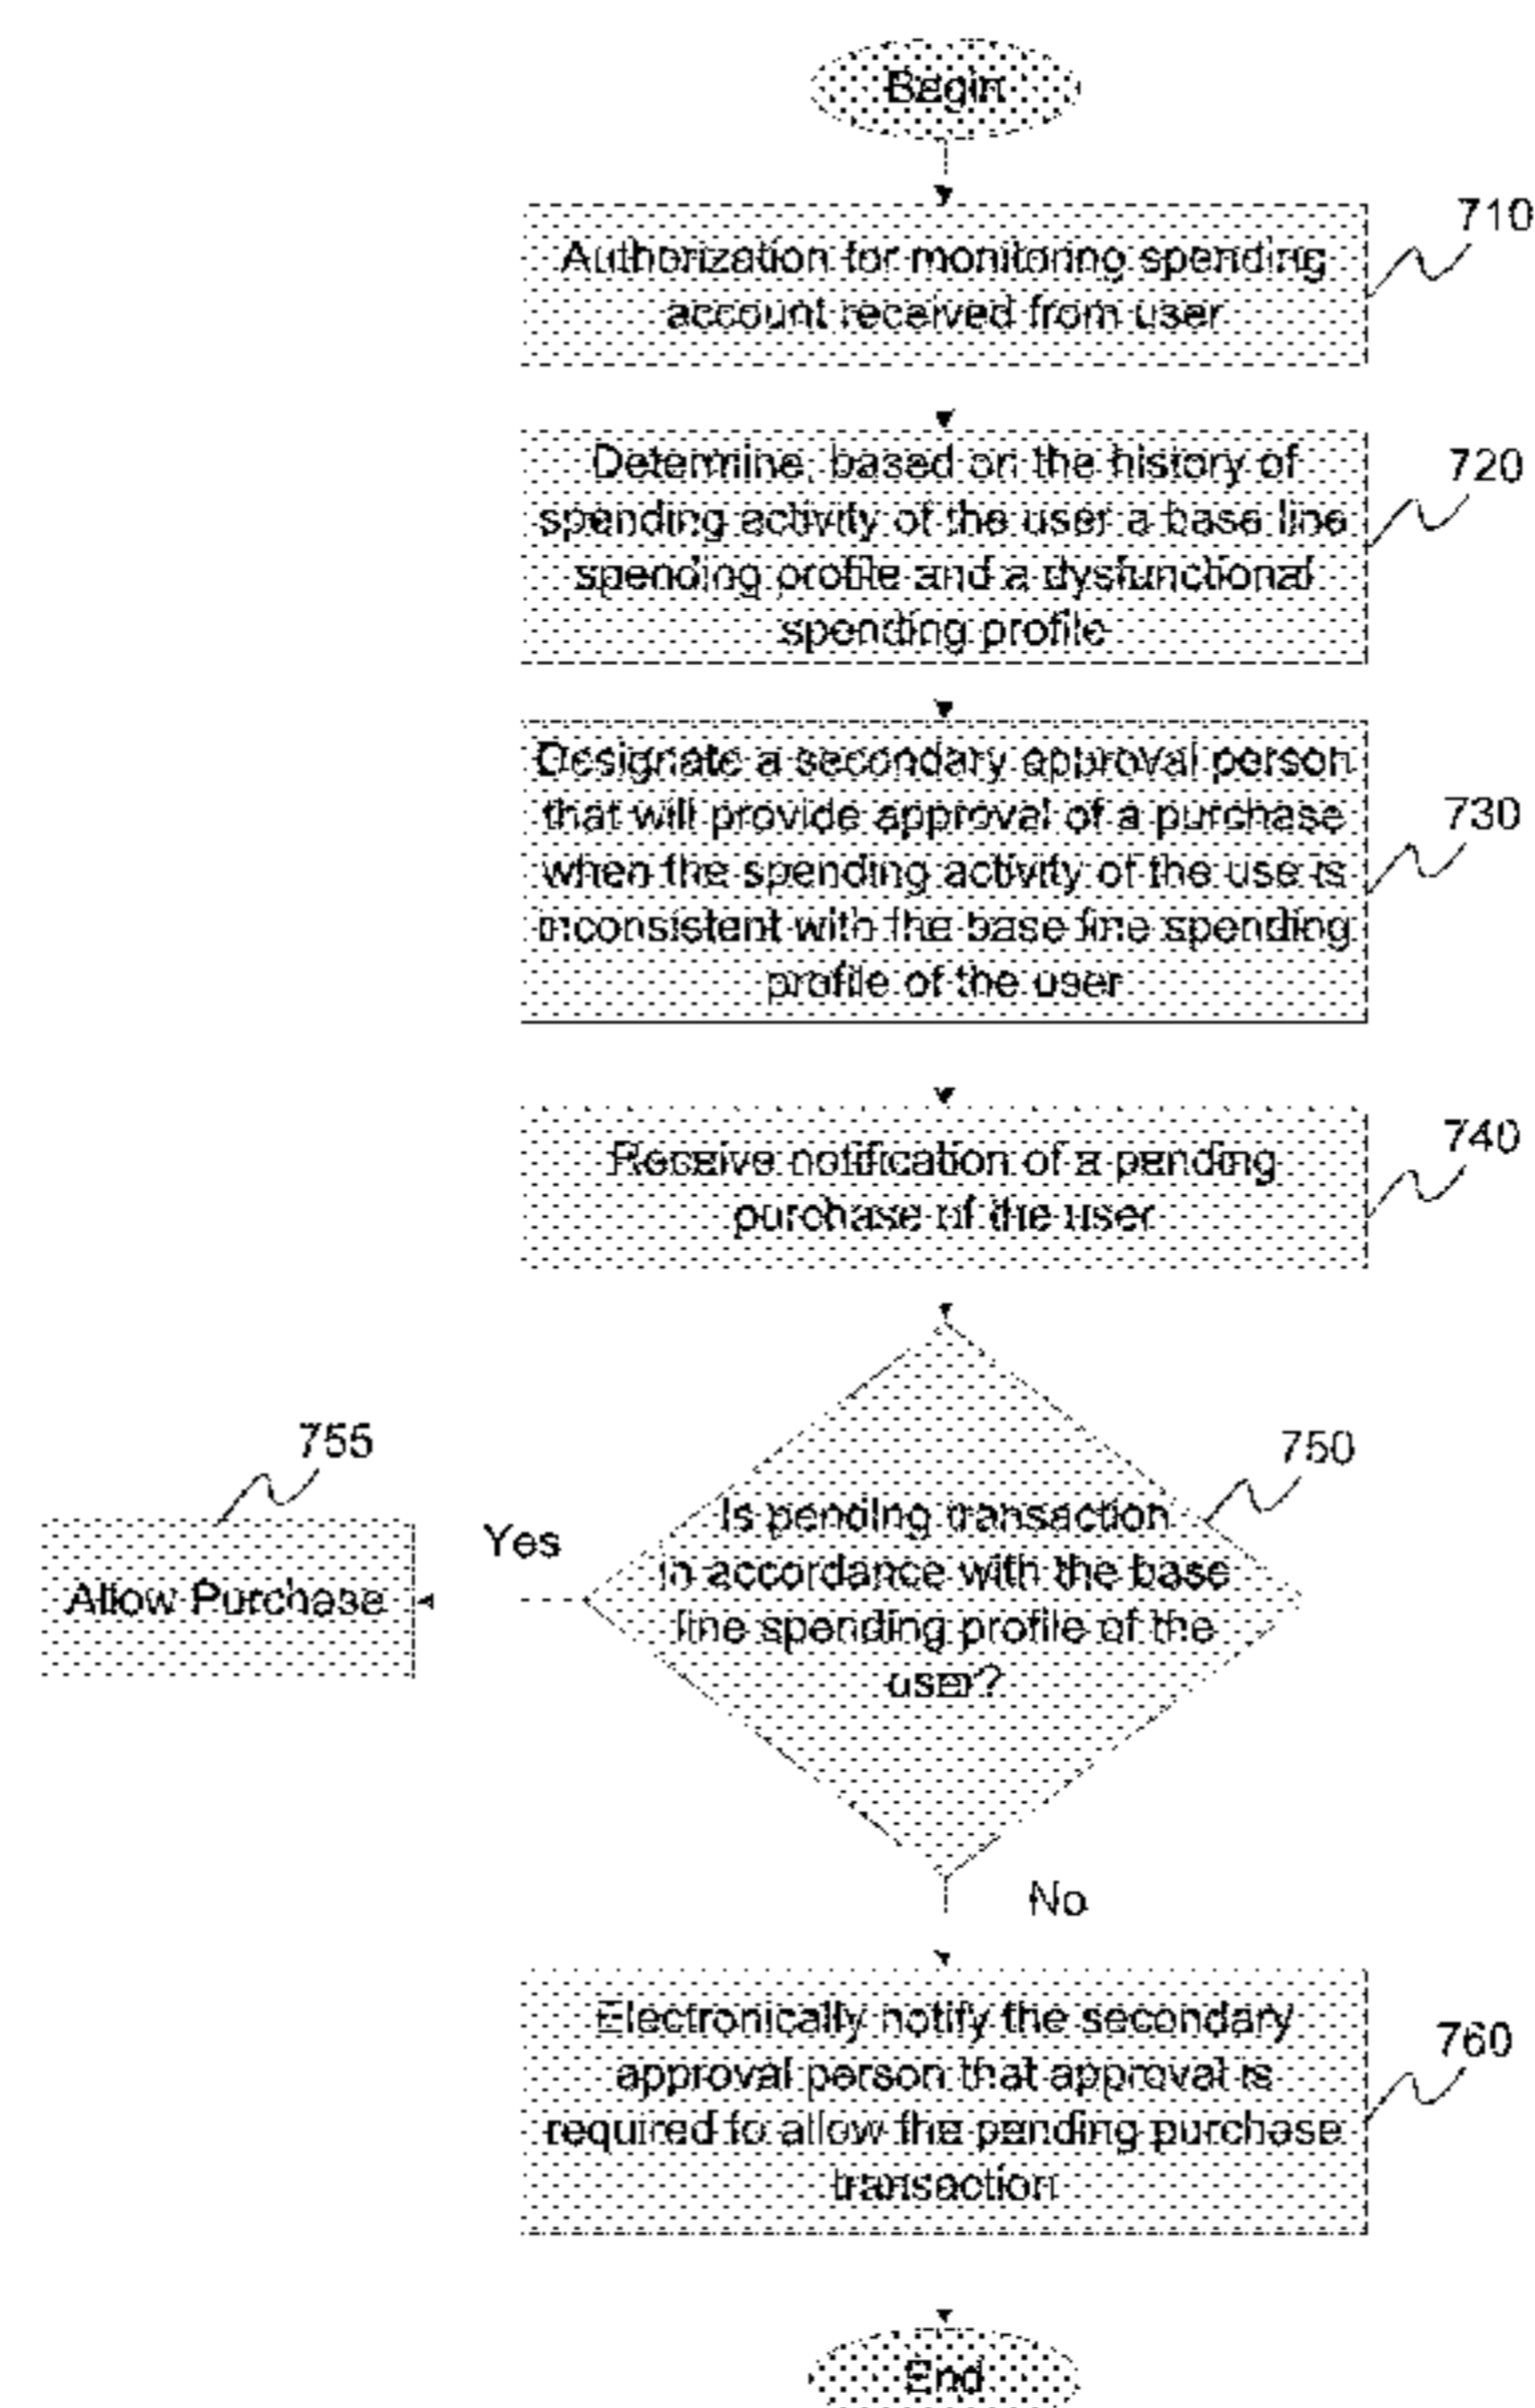 Begin
710
Authorization for monitoring spending
account received from user
720
Determine, based on the history of
spending activity of the user a base line
spending profile and a dysfunctional
spending profile
730
Designate a secondary approval person
that will provide approval of a purchase
when the spending activity of the use is
inconsistent with the base line spending
profile of the user
740
Receive notification of a pending
purchase of the user
750
Is pending transaction
in accordance with the base
line spending profile of the
user?
755
Yes
Allow Purchase
No
760
Electronically notify the secondary
approval person that approval is
required to allow the pending purchase
transaction
End